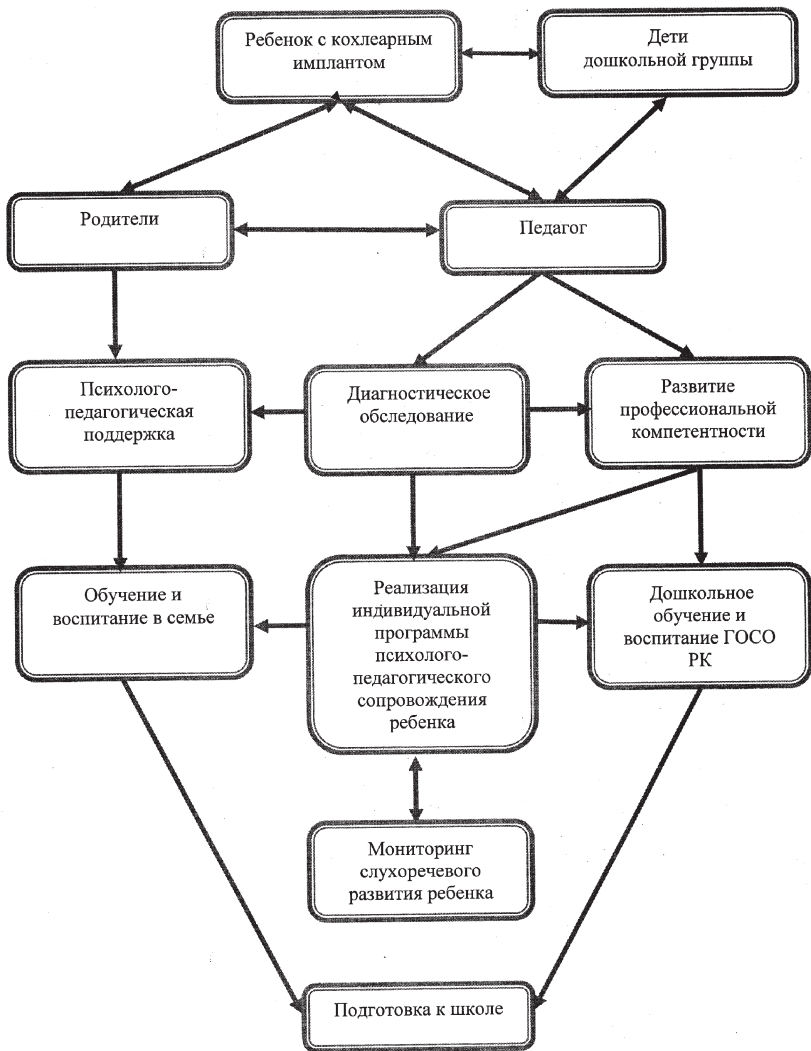 Ребенок с кохлеарным
имплантом
Дети
дошкольной группы
Родители
Педагог
Психолого-
педагогическая
поддержка
Диагностическое
обследование
Развитие
профессиональной
компетентности
Обучение и
воспитание в семье
Реализация
индивидуальной
программы
психолого-
педагогического
сопровождения
ребенка
Дошкольное
обучение и
воспитание ГОСО
РК
Мониторинг
слухоречевого
развития ребенка
Подготовка к школе